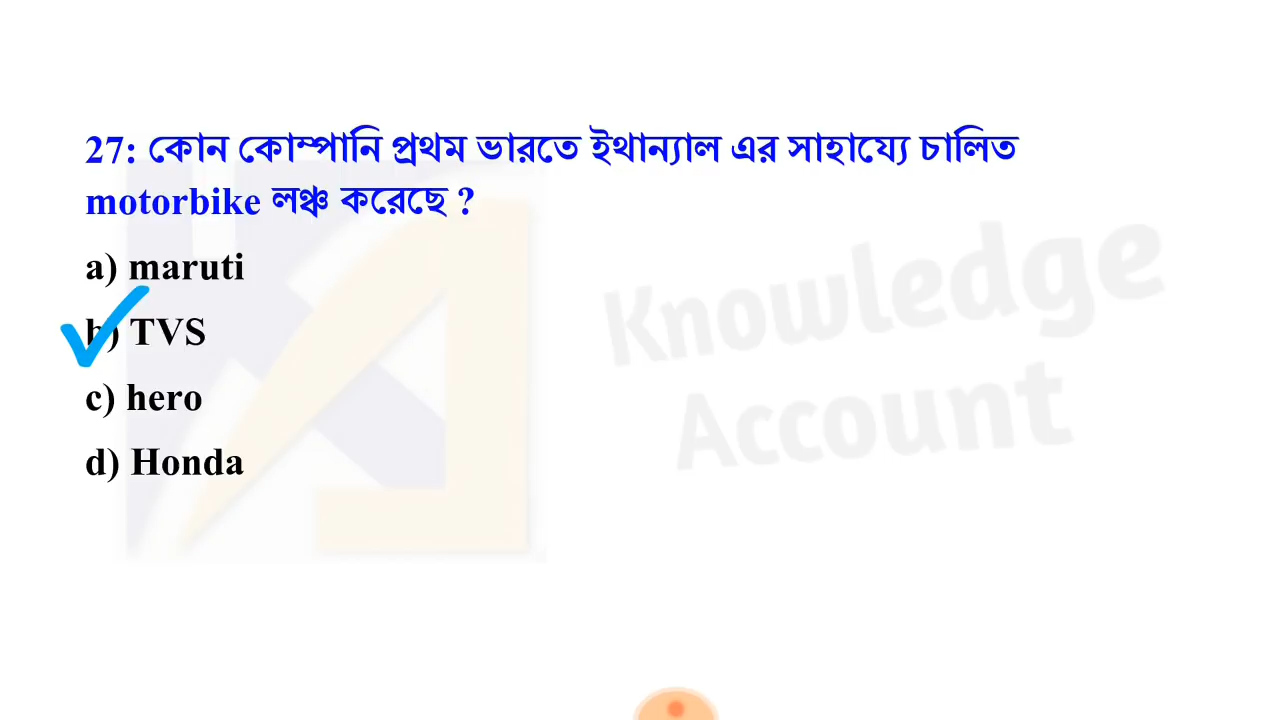 27: কোন কোম্পানি প্রথম ভারতে ইথান্যাল এর সাহায্যে চালিত
motorbike লঞ্চ করেছে ?
a) maruti
b) TVS
c) hero
d) Honda
Knowledge
Account